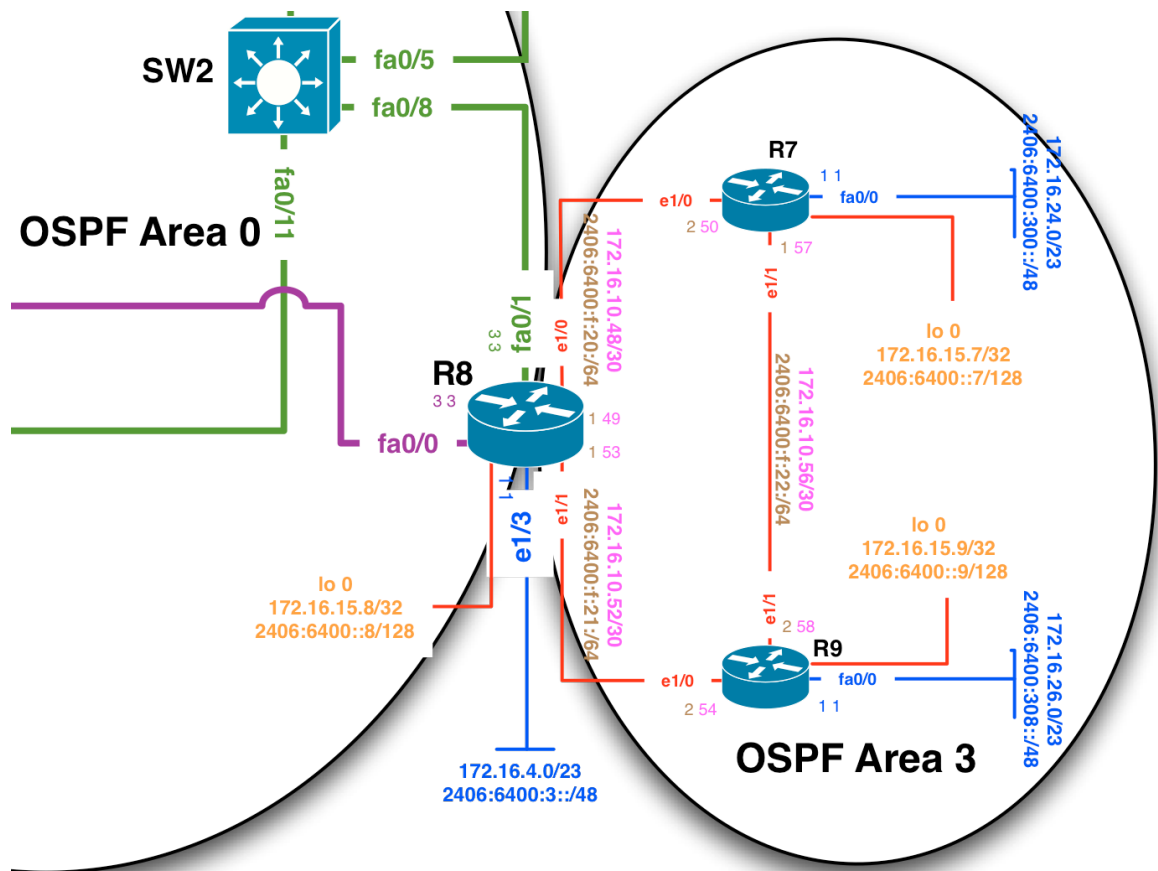 SW2
fa0/5
fa0/8
fa0/11
OSPF Area 0
R7
1 1
fa0/0
e1/0
2 50
1 57
e1/1
172.16.24.0/23
2406:6400:300::/48
172.16.10.48/30
2406:6400:f:20:/64
fa0/1
3 3
e1/0
R8
3 3
fa0/0
1 49
1 53
lo 0
172.16.15.7/32
2406:6400::7/128
172.16.10.56/30
2406:6400:f:22:/64
1 1
e1/3
e1/1
172.16.10.52/30
2406:6400:f:21:/64
lo 0
172.16.15.9/32
2406:6400::9/128
lo 0
172.16.15.8/32
2406:6400::8/128
e1/1
2 58
R9
e1/0
fa0/0
2 54
1 1
172.16.26.0/23
2406:6400:308::/48
OSPF Area 3
172.16.4.0/23
2406:6400:3::/48